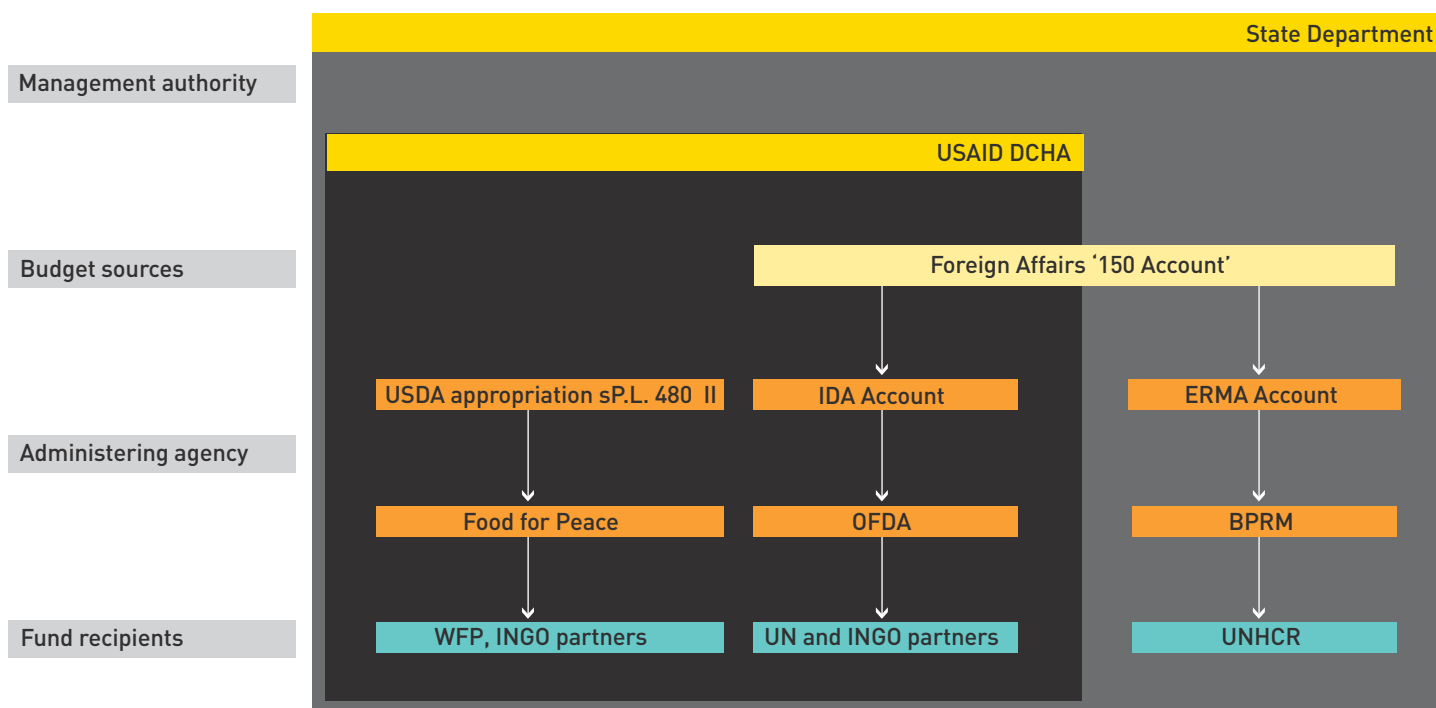 State Department
Management authority
USAID DCHA
Budget sources
Foreign Affairs ‘150 Account’
USDA appropriation sP.L. 480 II
IDA Account
ERMA Account
Administering agency
Food for Peace
OFDA
BPRM
Fund recipients
WFP, INGO partners
UN and INGO partners
UNHCR